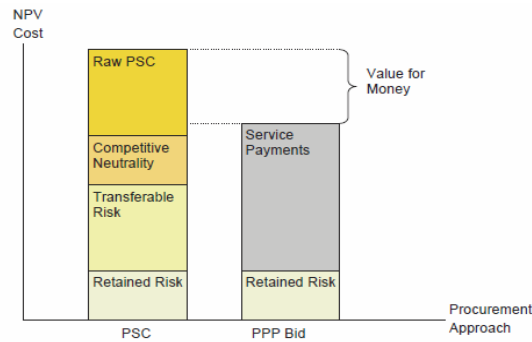 NPV
Cost
Raw PSC
Value for
Money
Service
Payments
Competitive
Neutrality
Transferable
Risk
Retained Risk
Retained Risk
Procurement
Approach
PSC
PPP Bid